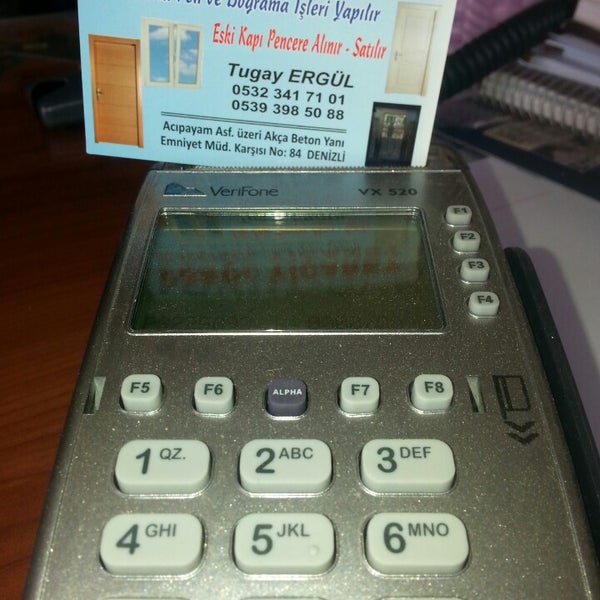 ve Doğrama İşleri Yapılır
Eski Kapı Pencere Alınır - Satılır
Tugay ERGÜL
0532 341 71 01
0539 398 50 88
Acıpayam Asf. üzeri Akça Beton Yanı
Emniyet Müd. Karşısı No: 84 DENİZLİ
VeriFone
VX 520
F1
F2
F3
F4
F5 F6 ALPHA F7 F8
1 QZ. 2 ABC 3 DEF
4 GHI 5 JKL 6 MNO